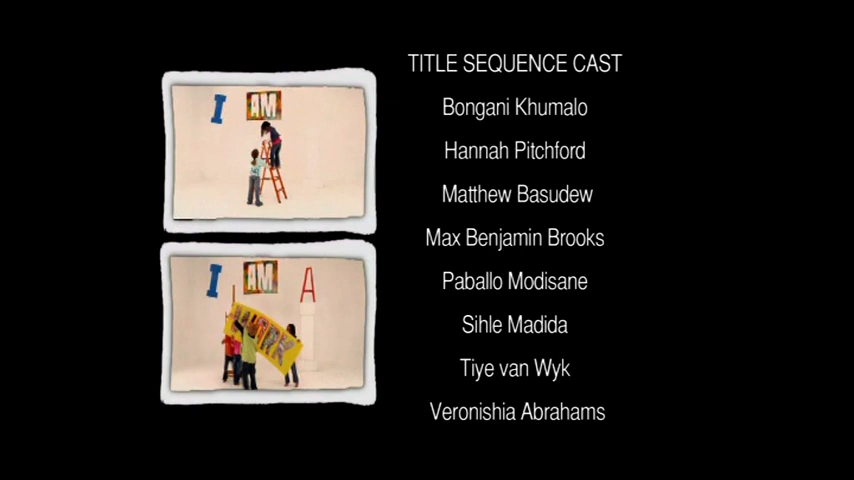 I AM
I AM A
TITLE SEQUENCE CAST
Bongani Khumalo
Hannah Pitchford
Matthew Basudew
Max Benjamin Brooks
Paballo Modisane
Sihle Madida
Tiye van Wyk
Veronishia Abrahams